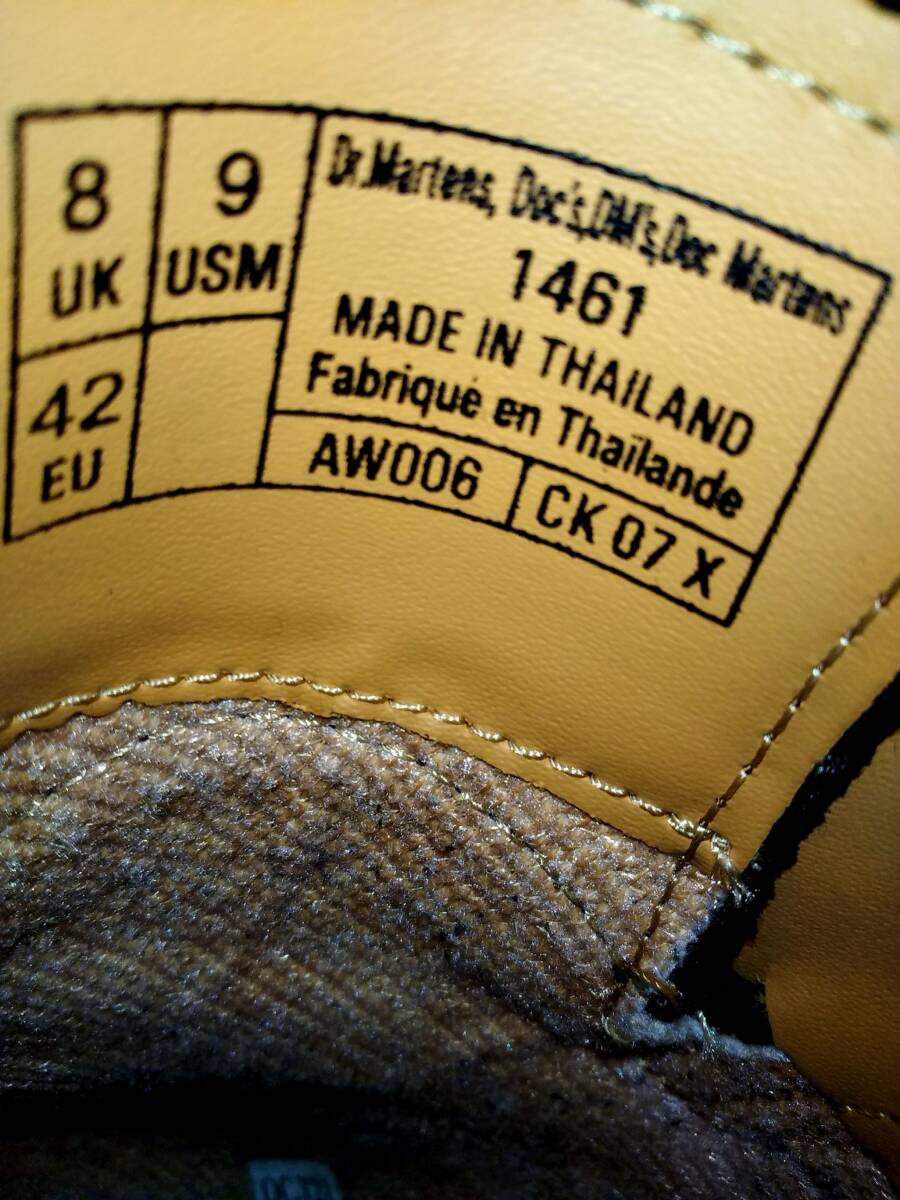 8
UK
9
USM
42
EU
Dr.Martens, Doc's,DM's,Doc Martens
1461
MADE IN THAILAND
Fabriqué en Thaïlande
AW006
CK 07 X